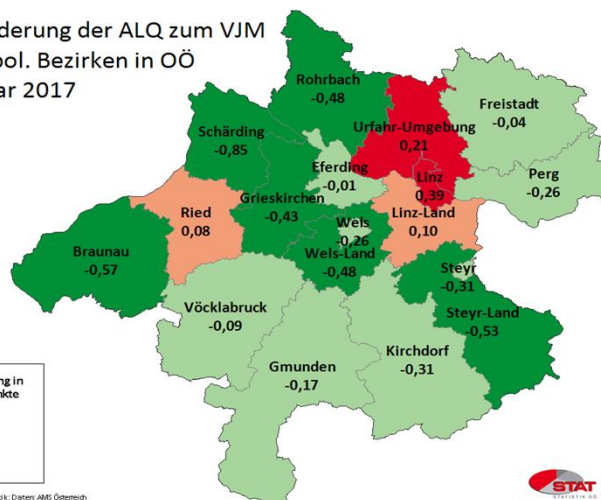 derung der ALQ zum VJM
pol. Bezirken in OÖ
ar 2017
Rohrbach
-0,48
Freistadt
-0,04
Schärding
-0,85
Urfahr-Umgebung
0,21
Eferding
-0,01
Linz
0,39
Perg
-0,26
Ried
0,08
Grieskirchen
-0,43
Wels
-0,26
Linz-Land
0,10
Braunau
-0,57
Wels-Land
-0,48
Steyr
-0,31
Vöcklabruck
-0,09
Steyr-Land
-0,53
Kirchdorf
-0,31
Gmunden
-0,17
ng in
nkte
tik; Daten: AMS Österreich
STAT
STATISTIK OÖ